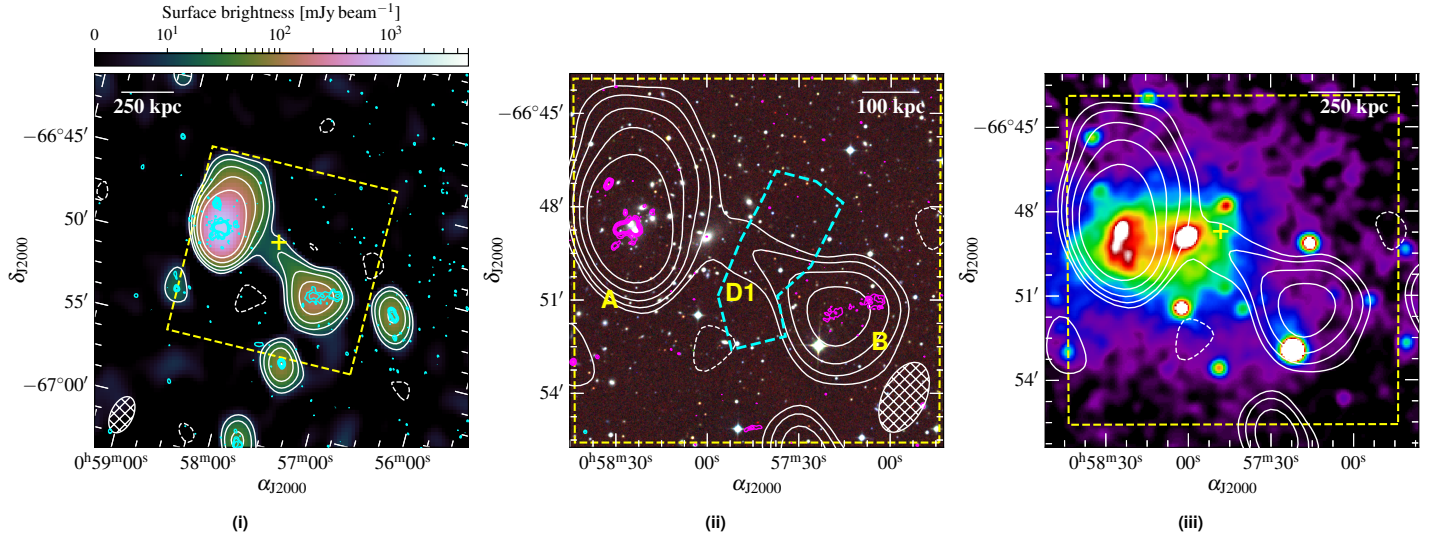 Surface brightness [mJy beam⁻¹]
0 10¹ 10² 10³
250 kpc
−66°45′
50′
55′
−67°00′
δJ2000
0ʰ59ᵐ00ˢ 58ᵐ00ˢ 57ᵐ00ˢ 56ᵐ00ˢ
αJ2000
(i)
100 kpc
−66°45′
48′
51′
54′
δJ2000
A
D1
B
0ʰ58ᵐ30ˢ 00ˢ 57ᵐ30ˢ 00ˢ
αJ2000
(ii)
250 kpc
−66°45′
48′
51′
54′
δJ2000
0ʰ58ᵐ30ˢ 00ˢ 57ᵐ30ˢ 00ˢ
αJ2000
(iii)